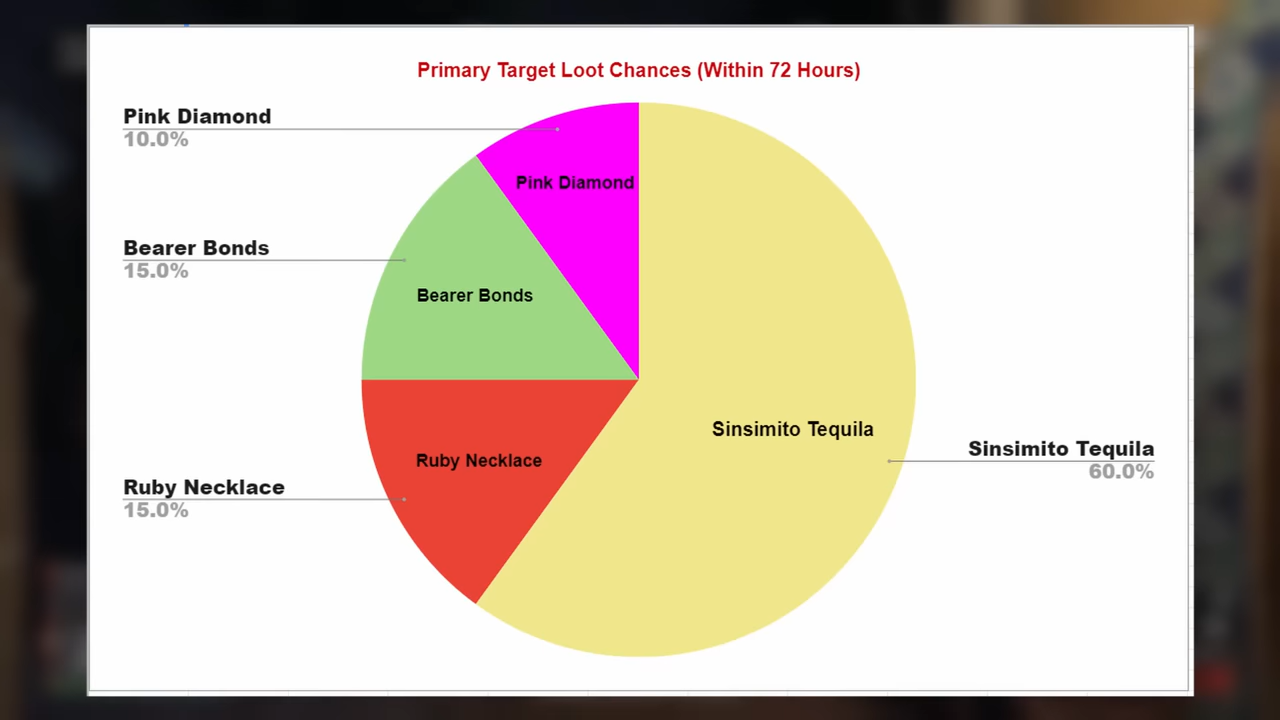 Primary Target Loot Chances (Within 72 Hours)
Pink Diamond
10.0%
Pink Diamond
Bearer Bonds
15.0%
Bearer Bonds
Sinsimito Tequila
Sinsimito Tequila
60.0%
Ruby Necklace
Ruby Necklace
15.0%